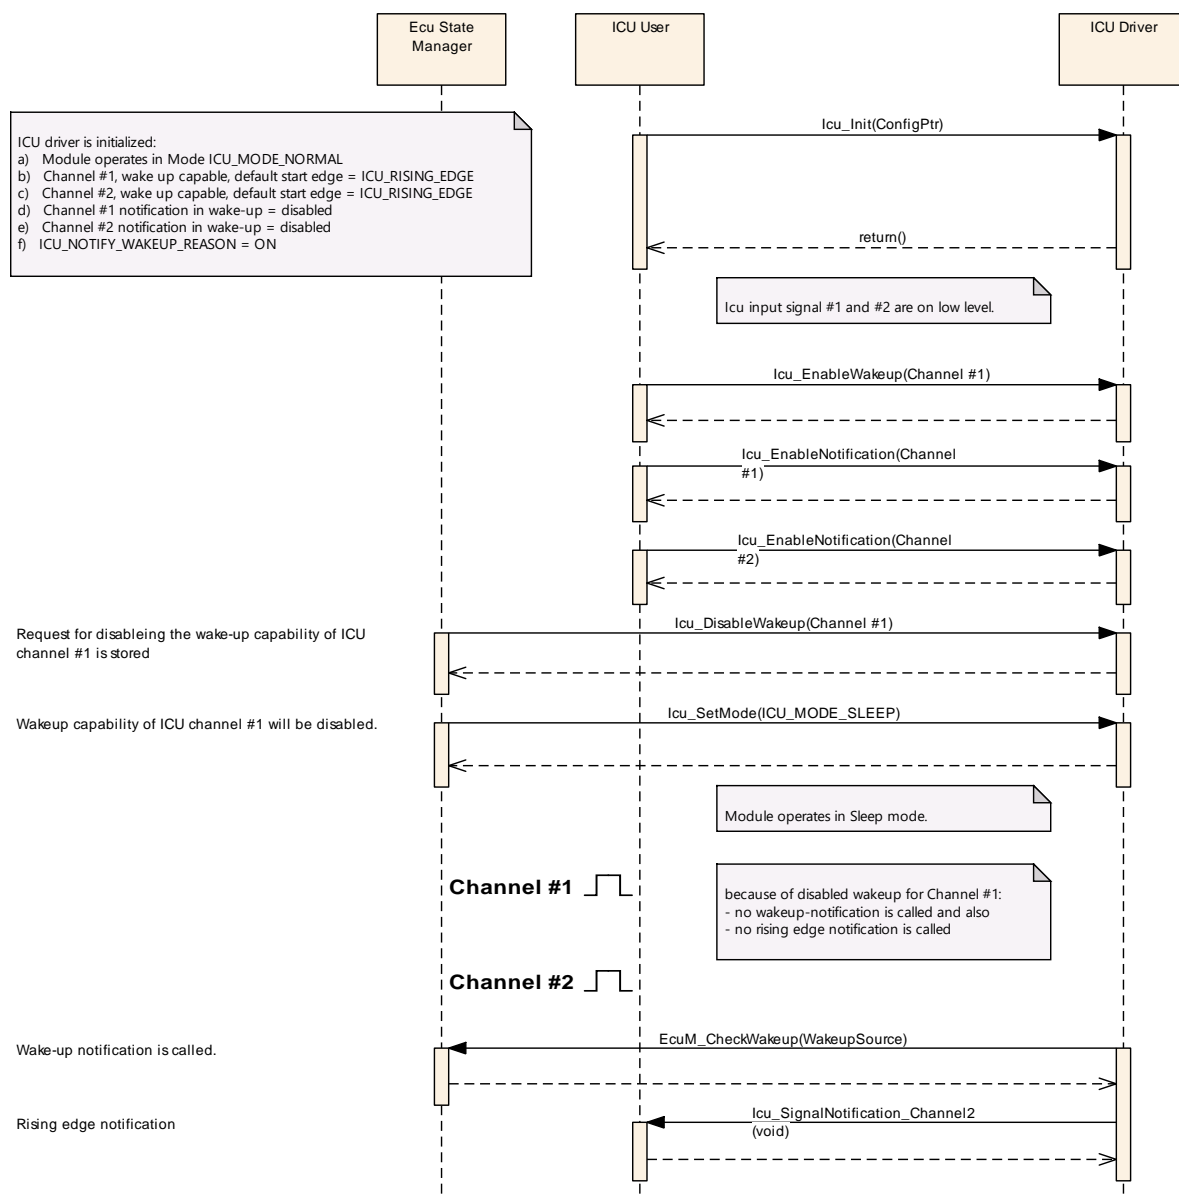 Ecu State
Manager
ICU User
ICU Driver
Icu_Init(ConfigPtr)
ICU driver is initialized:
a) Module operates in Mode ICU_MODE_NORMAL
b) Channel #1, wake up capable, default start edge = ICU_RISING_EDGE
c) Channel #2, wake up capable, default start edge = ICU_RISING_EDGE
d) Channel #1 notification in wake-up = disabled
e) Channel #2 notification in wake-up = disabled
f) ICU_NOTIFY_WAKEUP_REASON = ON
return()
Icu input signal #1 and #2 are on low level.
Icu_EnableWakeup(Channel #1)
Icu_EnableNotification(Channel
#1)
Icu_EnableNotification(Channel
#2)
Icu_DisableWakeup(Channel #1)
Request for disableing the wake-up capability of ICU
channel #1 is stored
Icu_SetMode(ICU_MODE_SLEEP)
Wakeup capability of ICU channel #1 will be disabled.
Module operates in Sleep mode.
Channel #1
because of disabled wakeup for Channel #1:
- no wakeup-notification is called and also
- no rising edge notification is called
Channel #2
EcuM_CheckWakeup(WakeupSource)
Wake-up notification is called.
Icu_SignalNotification_Channel2
(void)
Rising edge notification